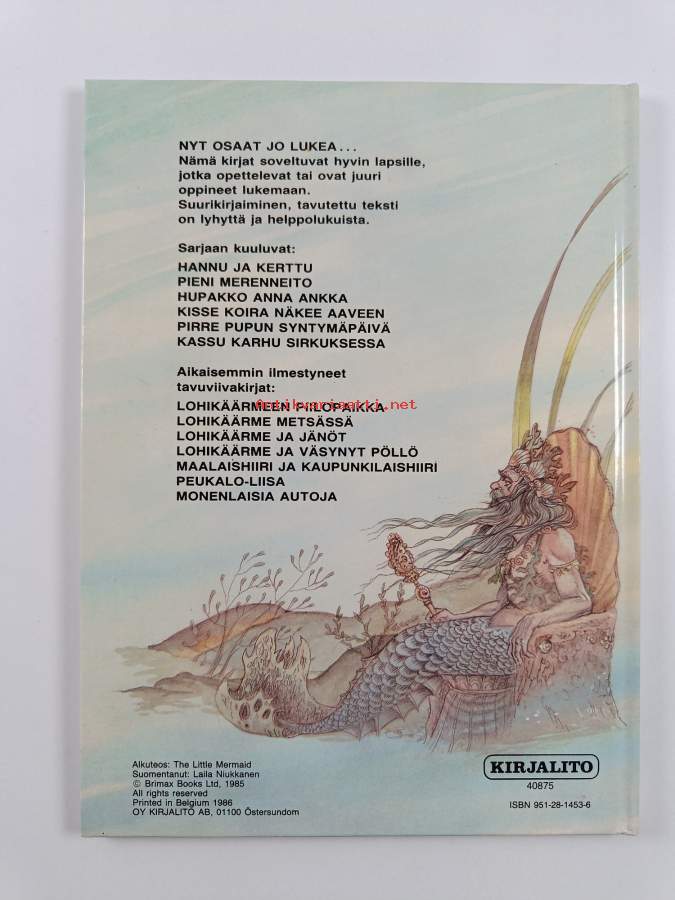 NYT OSAAT JO LUKEA...
Nämä kirjat soveltuvat hyvin lapsille,
jotka opettelevat tai ovat juuri
oppineet lukemaan.
Suurikirjaiminen, tavutettu teksti
on lyhyttä ja helppolukuista.
Sarjaan kuuluvat:
HANNU JA KERTTU
PIENI MERENNEITO
HUPAKKO ANNA ANKKA
KISSE KOIRA NÄKEE AAVEEN
PIRRE PUPUN SYNTYMÄPÄIVÄ
KASSU KARHU SIRKUKSESSA
Aikaisemmin ilmestyneet
tavuviivakirjat:
LOHIKÄÄRMEEN PIILOPAIKKA
Antikvariaatti.net
LOHIKÄÄRME METSÄSSÄ
LOHIKÄÄRME JA JÄNÖT
LOHIKÄÄRME JA VÄSYNYT PÖLLÖ
MAALAISHIIRI JA KAUPUNKILAISHIIRI
PEUKALO-LIISA
MONENLAISIA AUTOJA
Alkuteos: The Little Mermaid
Suomentanut: Laila Niukkanen
© Brimax Books Ltd, 1985
All rights reserved
Printed in Belgium 1986
OY KIRJALITO AB, 01100 Östersundom
KIRJALITO
40875
ISBN 951-28-1453-6